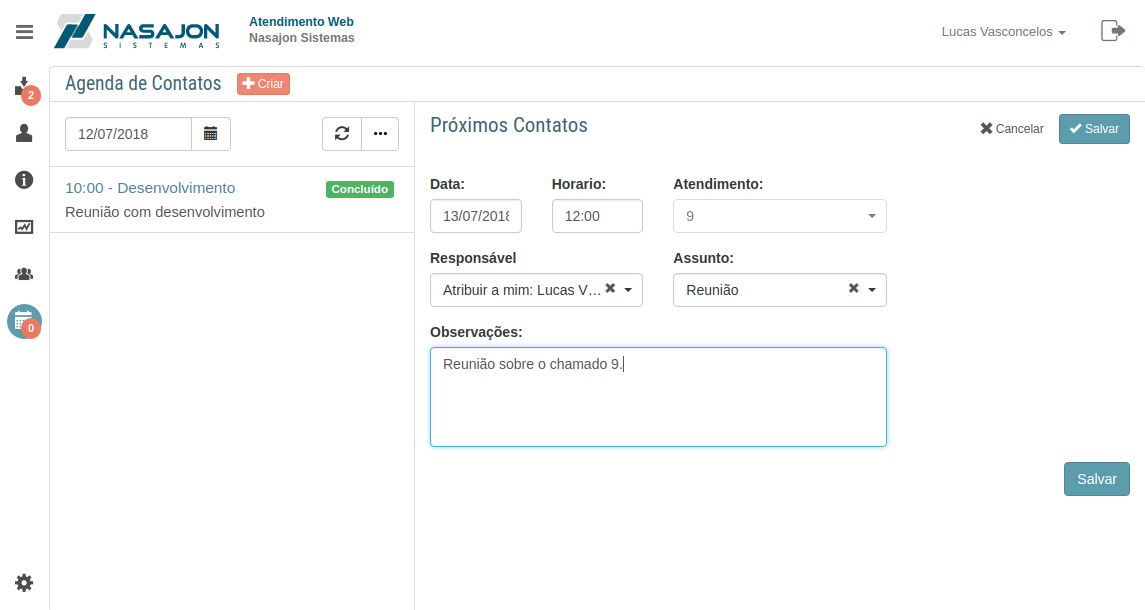 NASAJON
SISTEMAS
Atendimento Web
Nasajon Sistemas
Lucas Vasconcelos
2
Agenda de Contatos
Criar
12/07/2018
10:00 - Desenvolvimento
Concluído
Reunião com desenvolvimento
0
Próximos Contatos
Cancelar
Salvar
Data:
Horario:
Atendimento:
13/07/2018
12:00
9
Responsável
Assunto:
Atribuir a mim: Lucas V...
Reunião
Observações:
Reunião sobre o chamado 9.
Salvar